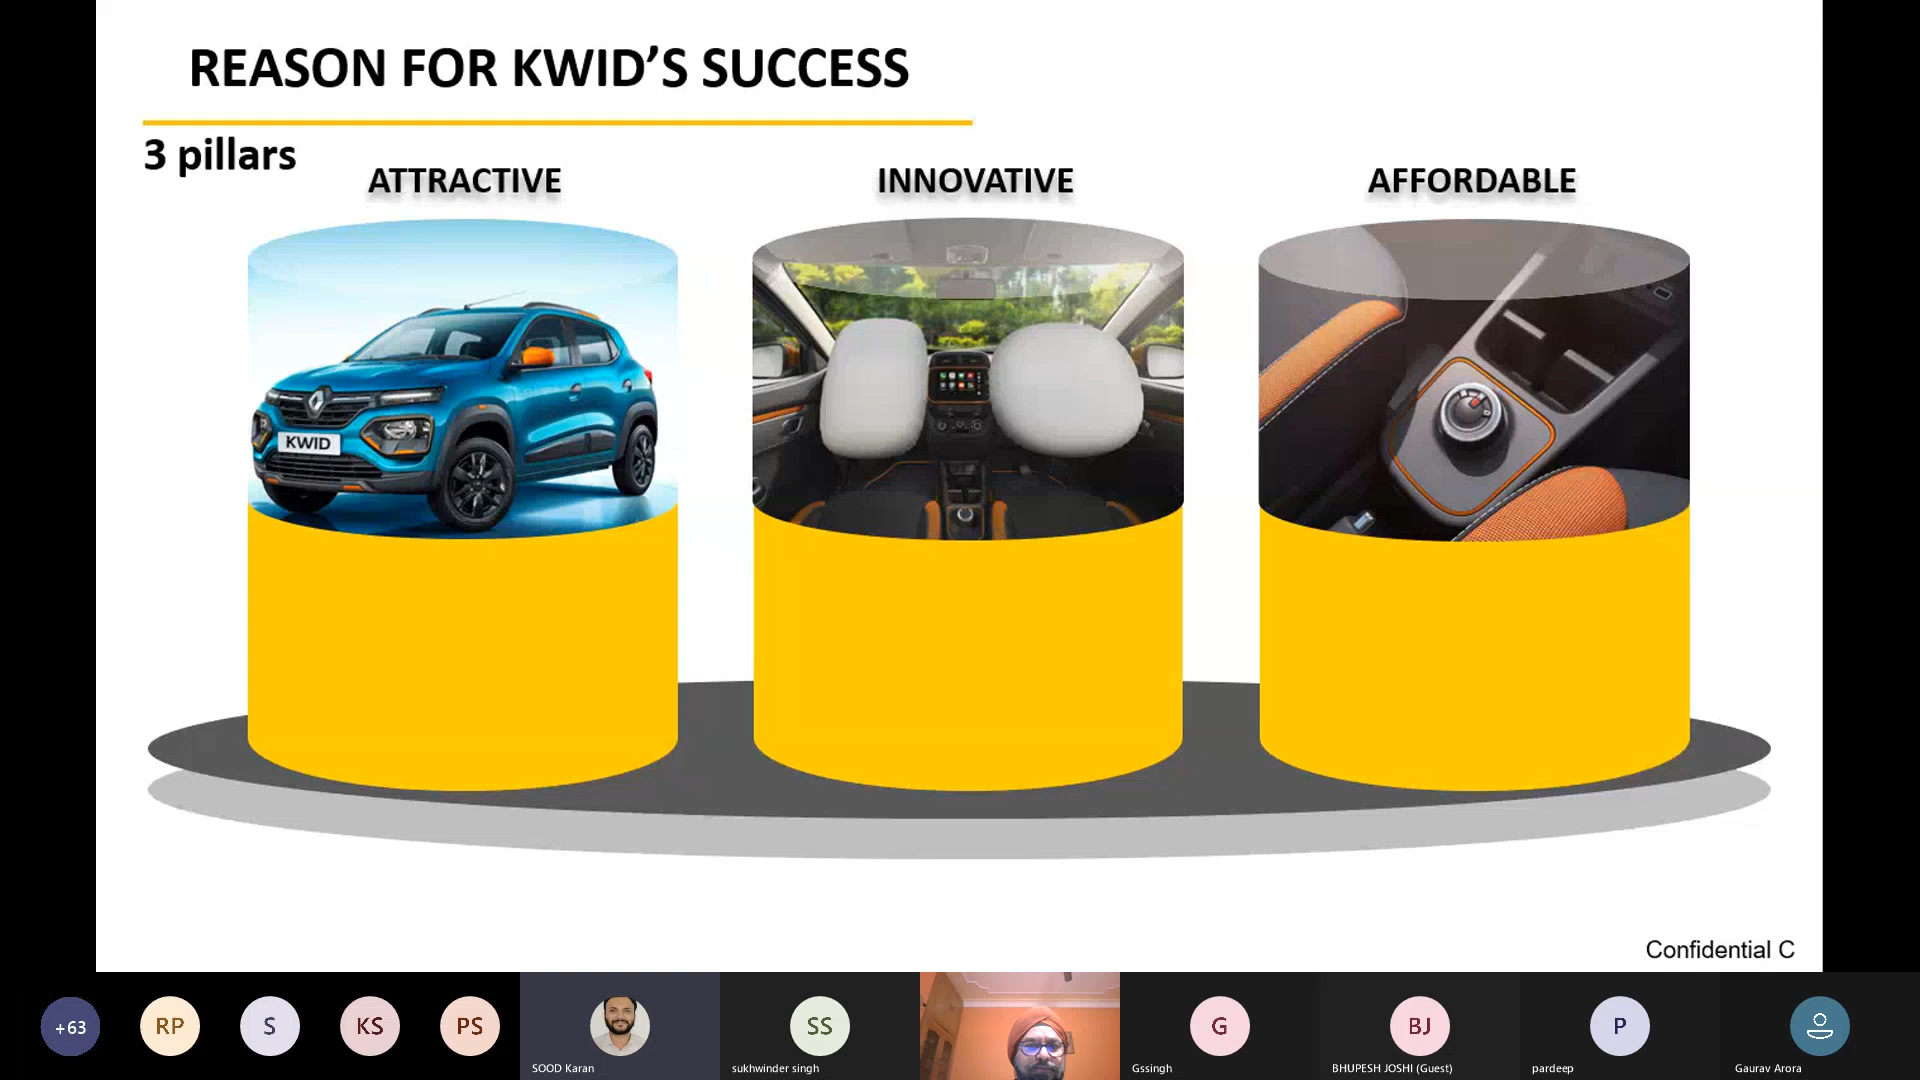 REASON FOR KWID'S SUCCESS
3 pillars
ATTRACTIVE
INNOVATIVE
AFFORDABLE
KWID
Confidential C
+63
RP
S
KS
PS
SOOD Karan
SS
sukhwinder singh
G
Gssingh
BJ
BHUPESH JOSHI (Guest)
P
pardeep
Gaurav Arora